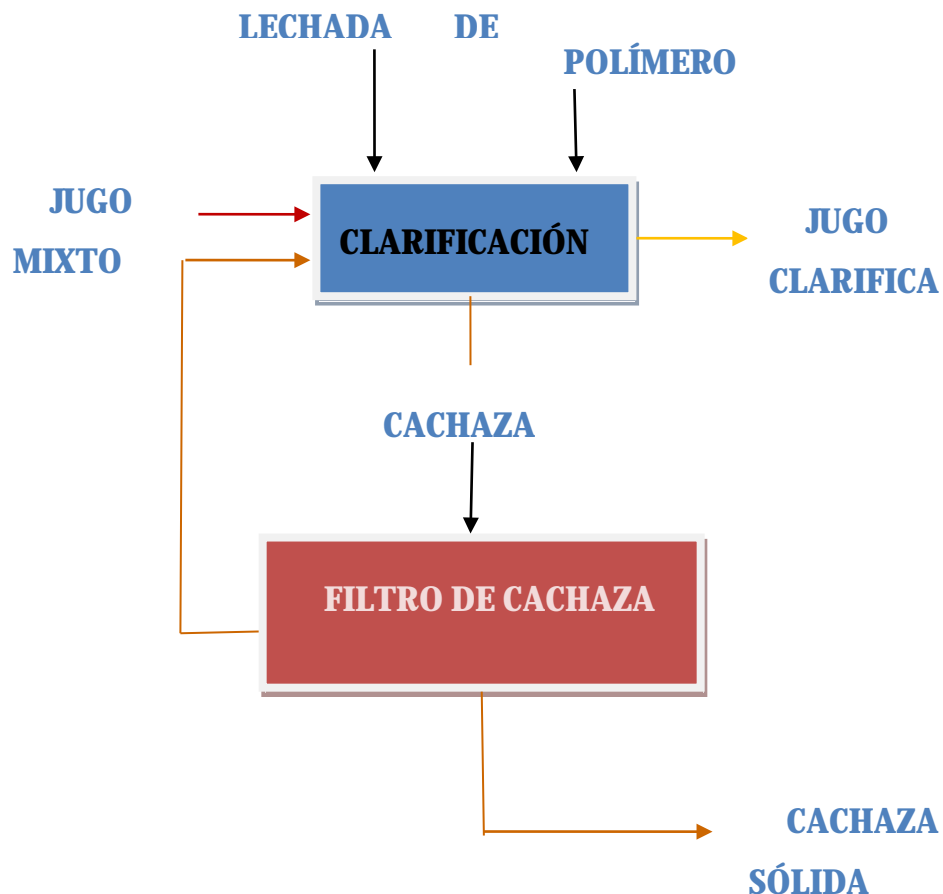 LECHADA DE
POLÍMERO
JUGO
MIXTO
CLARIFICACIÓN
JUGO
CLARIFICA
CACHAZA
FILTRO DE CACHAZA
CACHAZA
SÓLIDA